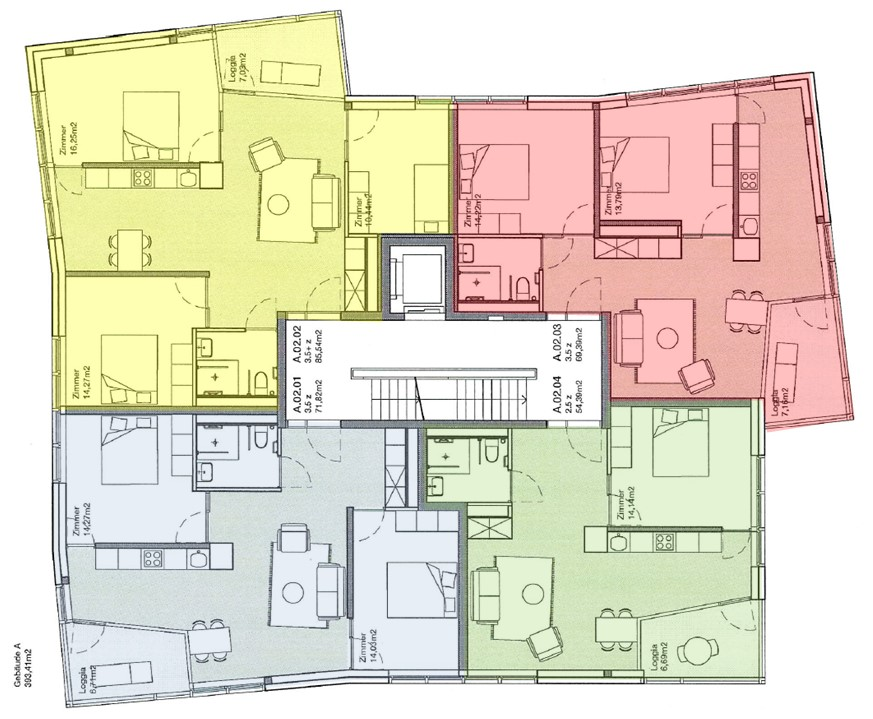 Loggia
7,03m2
Zimmer
16,25m2
Zimmer
10,44m2
Zimmer
14,22m2
Zimmer
13,79m2
Zimmer
14,27m2
A.02.02
3.5+ z
85,54m2
A.02.03
3.5 z
69,39m2
A.02.01
3.5 z
71,82m2
A.02.04
2.5 z
54,39m2
Loggia
7,16m2
Zimmer
14,27m2
Zimmer
14,14m2
Zimmer
14,03m2
Loggia
6,71m2
Loggia
6,69m2
Gebäude A
393,41m2